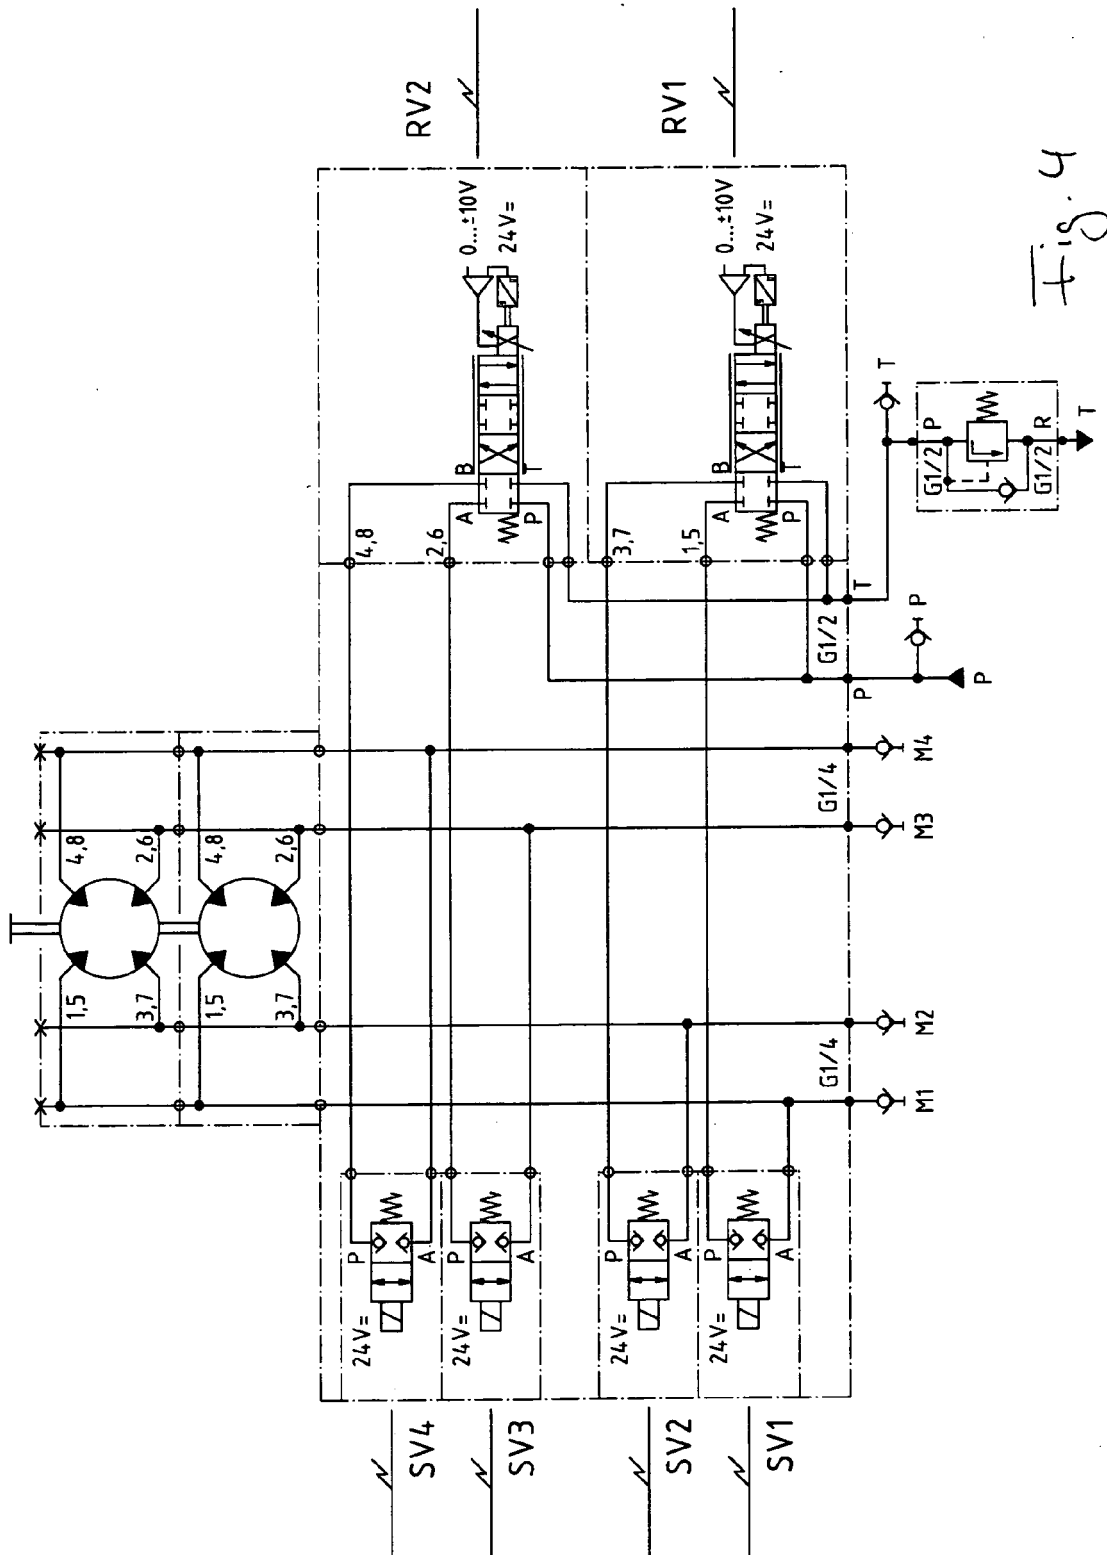 RV2
RV1
0...±10V
24V=
0...±10V
24V=
B
A
P
B
A
P
4,8
2,6
3,7
1,5
4,8
2,6
4,8
2,6
1,5
3,7
1,5
3,7
G1/2
T
P
P
P
T
G1/2
P
G1/2
R
T
G1/4
M4
M3
G1/4
M2
M1
P
A
24V=
P
A
24V=
P
A
24V=
P
A
24V=
SV4
SV3
SV2
SV1
Fig. 4